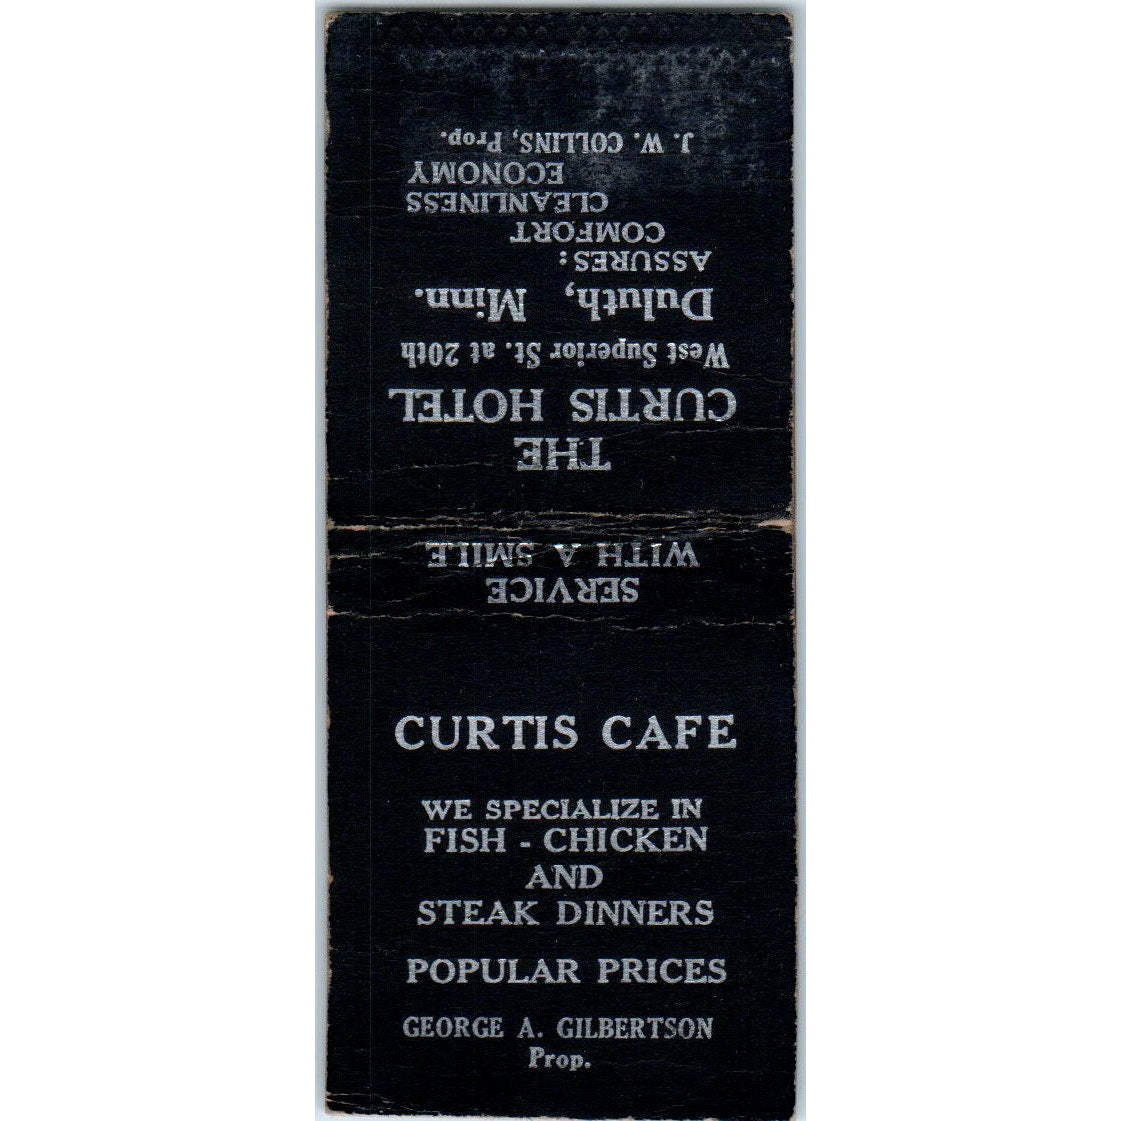 THE
CURTIS HOTEL
West Superior St. at 20th
Duluth, Minn.
ASSURES:
COMFORT
CLEANLINESS
ECONOMY
J. W. COLLINS, Prop.
SERVICE
WITH A SMILE
CURTIS CAFE
WE SPECIALIZE IN
FISH - CHICKEN
AND
STEAK DINNERS
POPULAR PRICES
GEORGE A. GILBERTSON
Prop.